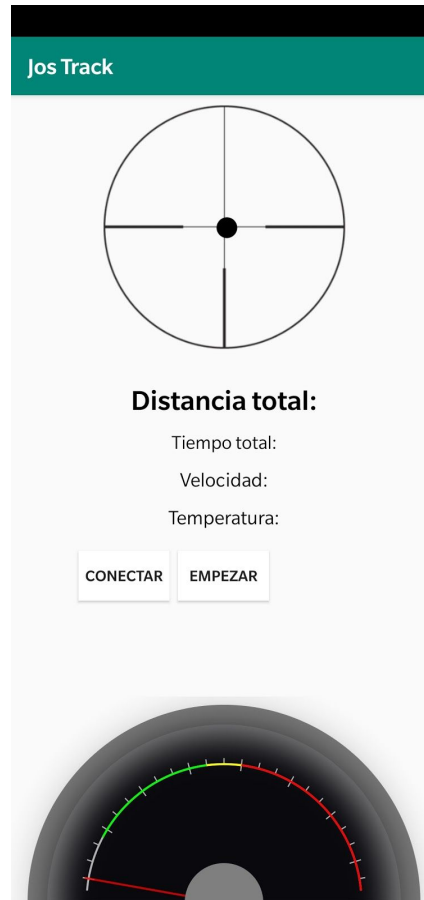 Jos Track
Distancia total:
Tiempo total:
Velocidad:
Temperatura:
CONECTAR EMPEZAR